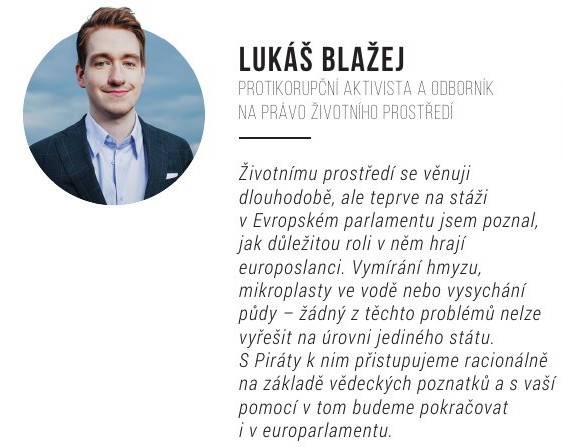 LUKÁŠ BLAŽEJ
PROTIKORUPČNÍ AKTIVISTA A ODBORNÍK
NA PRÁVO ŽIVOTNÍHO PROSTŘEDÍ
Životnímu prostředí se věnuji
dlouhodobě, ale teprve na stáži
v Evropském parlamentu jsem poznal,
jak důležitou roli v něm hrají
europoslanci. Vymírání hmyzu,
mikroplasty ve vodě nebo vysychání
půdy – žádný z těchto problémů nelze
vyřešit na úrovni jediného státu.
S Piráty k nim přistupujeme racionálně
na základě vědeckých poznatků a s vaší
pomocí v tom budeme pokračovat
i v europarlamentu.